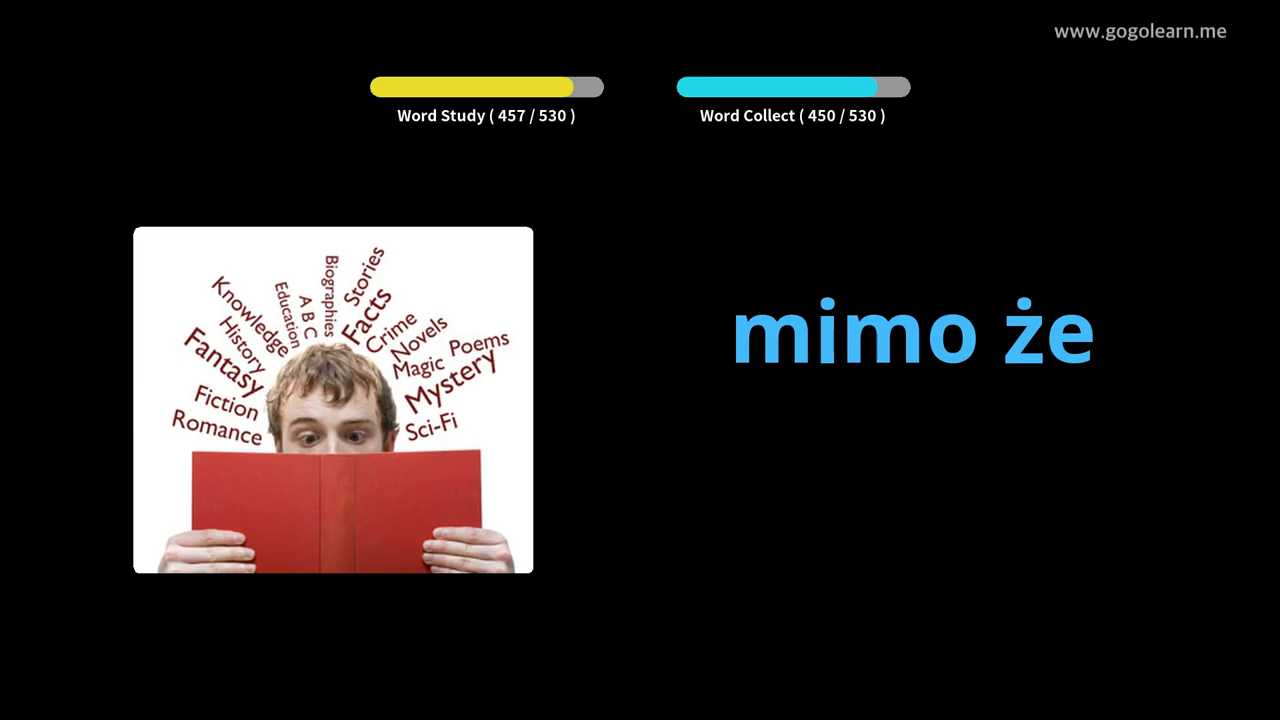 www.gogolearn.me
Word Study ( 457 / 530 )
Word Collect ( 450 / 530 )
mimo że
Biographies
Stories
Education
A B C
Facts
Knowledge
Crime
Novels
History
Poems
Fantasy
Magic
Mystery
Fiction
Romance
Sci-Fi